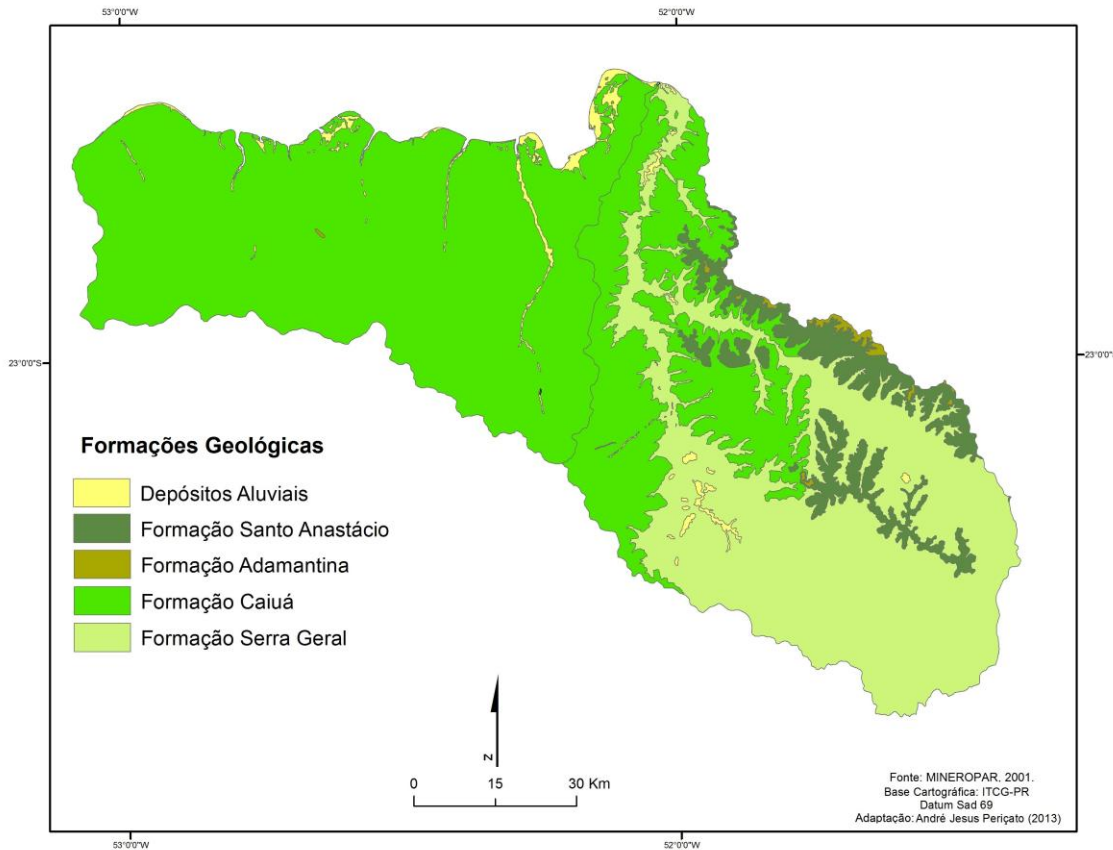 53°0'0"W
52°0'0"W
23°0'0"S
23°0'0"
Formações Geológicas
Depósitos Aluviais
Formação Santo Anastácio
Formação Adamantina
Formação Caiuá
Formação Serra Geral
N
0 15 30 Km
Fonte: MINEROPAR, 2001.
Base Cartográfica: ITCG-PR
Datum Sad 69
Adaptação: André Jesus Periçato (2013)
53°0'0"W
52°0'0"W